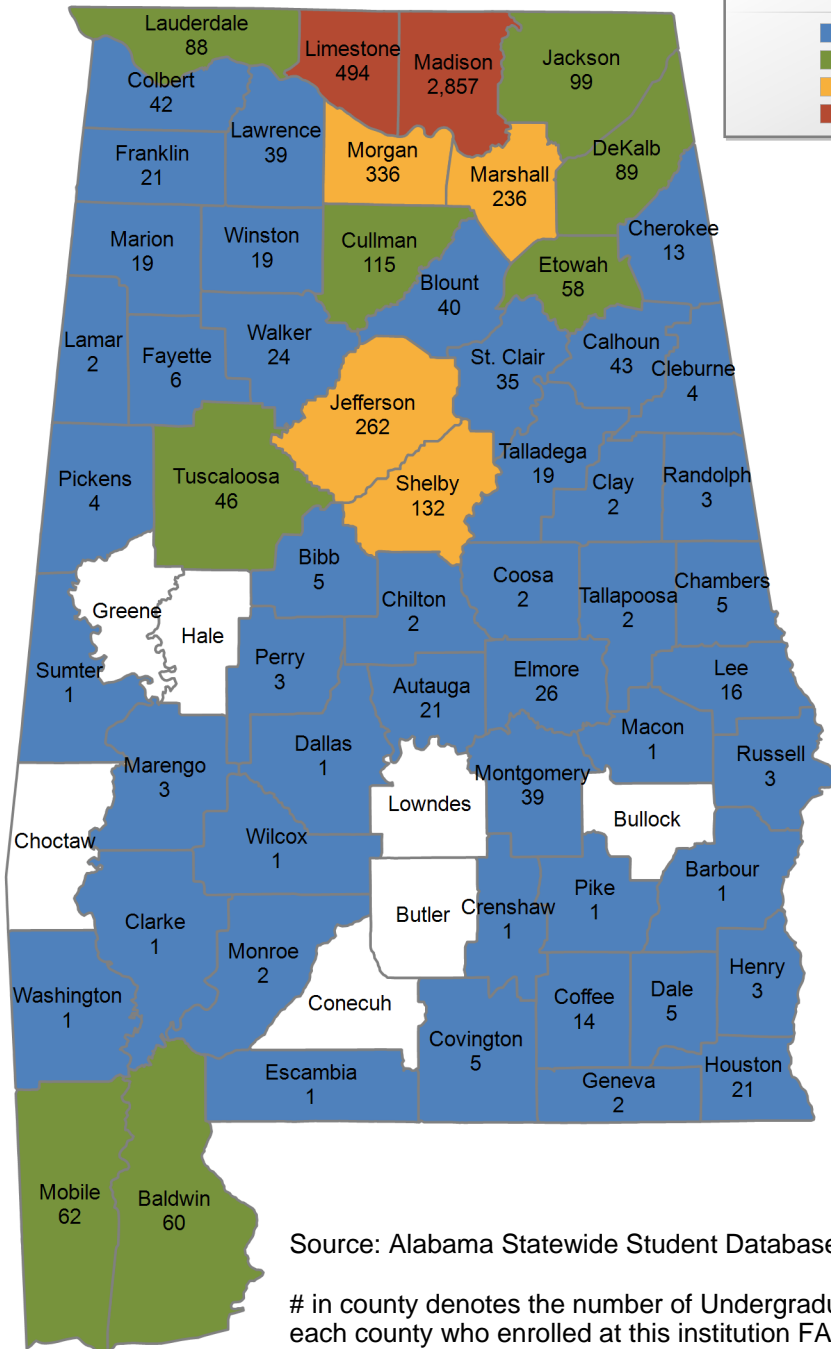 Lauderdale
88
Limestone
494
Madison
2,857
Jackson
99
Colbert
42
Lawrence
39
Franklin
21
Morgan
336
Marshall
236
DeKalb
89
Cherokee
13
Marion
19
Winston
19
Cullman
115
Blount
40
Etowah
58
Lamar
2
Fayette
6
Walker
24
St. Clair
35
Calhoun
43
Cleburne
4
Jefferson
262
Shelby
132
Talladega
19
Pickens
4
Tuscaloosa
46
Clay
2
Randolph
3
Bibb
5
Chilton
2
Coosa
2
Tallapoosa
2
Chambers
5
Greene
Hale
Sumter
1
Perry
3
Autauga
21
Elmore
26
Lee
16
Macon
1
Russell
3
Marengo
3
Dallas
1
Lowndes
Montgomery
39
Bullock
Choctaw
Wilcox
1
Barbour
1
Pike
1
Butler
Crenshaw
1
Clarke
1
Monroe
2
Conecuh
Washington
1
Henry
3
Coffee
14
Dale
5
Covington
5
Escambia
1
Geneva
2
Houston
21
Mobile
62
Baldwin
60
Source: Alabama Statewide Student Database
# in county denotes the number of Undergradu
each county who enrolled at this institution FA